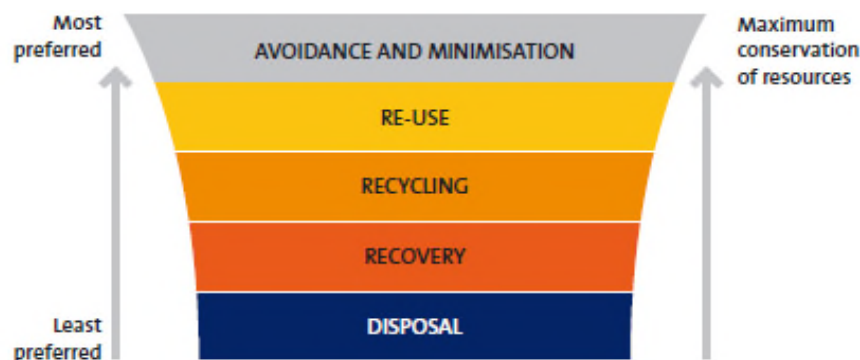 Most
preferred
AVOIDANCE AND MINIMISATION
Maximum
conservation
of resources
RE-USE
RECYCLING
RECOVERY
Least
preferred
DISPOSAL